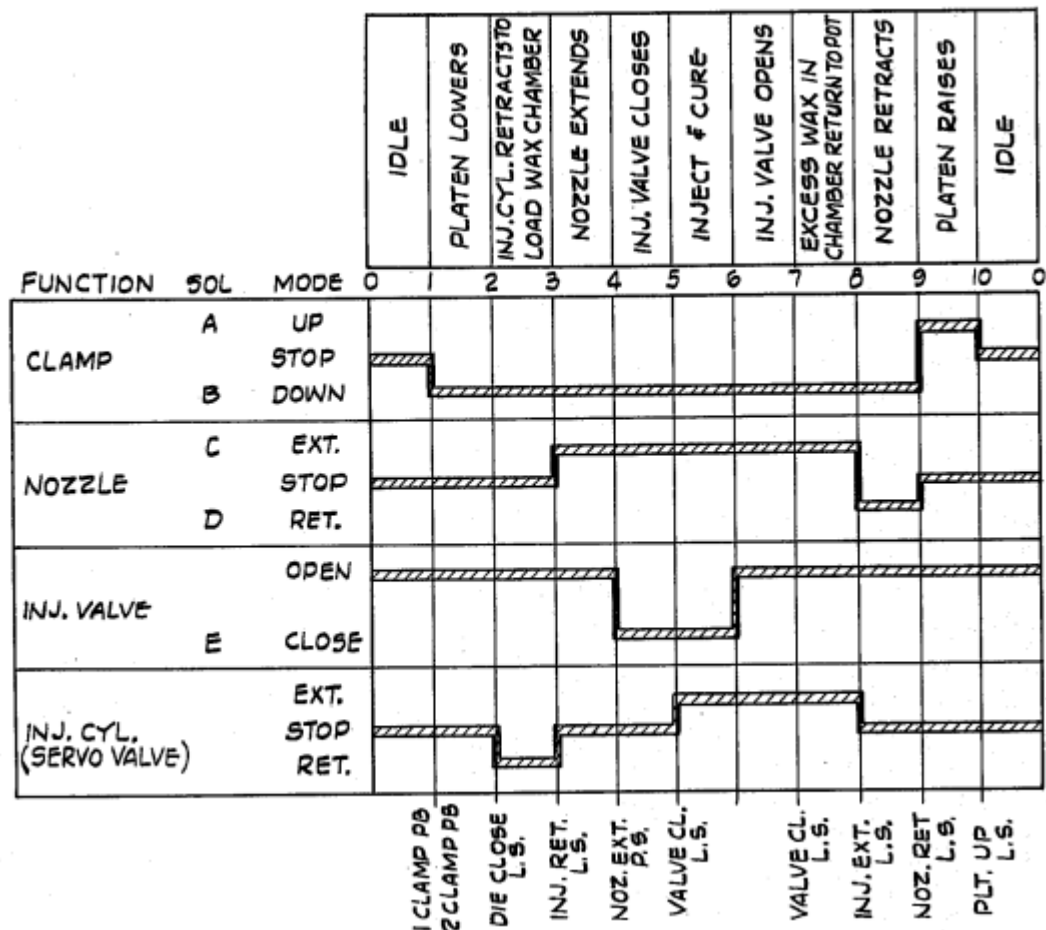 IDLE
PLATEN LOWERS
INJ. CYL. RETRACTS TO
LOAD WAX CHAMBER
NOZZLE EXTENDS
INJ. VALVE CLOSES
INJECT & CURE
INJ. VALVE OPENS
EXCESS WAX IN
CHAMBER RETURN TO POT
NOZZLE RETRACTS
PLATEN RAISES
IDLE
FUNCTION SOL MODE 0 1 2 3 4 5 6 7 8 9 10 0
A UP
CLAMP STOP
B DOWN
C EXT.
NOZZLE STOP
D RET.
OPEN
INJ. VALVE
E CLOSE
EXT.
INJ. CYL. STOP
(SERVO VALVE) RET.
1 CLAMP PB
2 CLAMP PB
DIE CLOSE
L.S.
INJ. RET.
L.S.
NOZ. EXT.
P.S.
VALVE CL.
L.S.
VALVE CL.
L.S.
INJ. EXT.
L.S.
NOZ. RET
L.S.
PLT. UP
L.S.